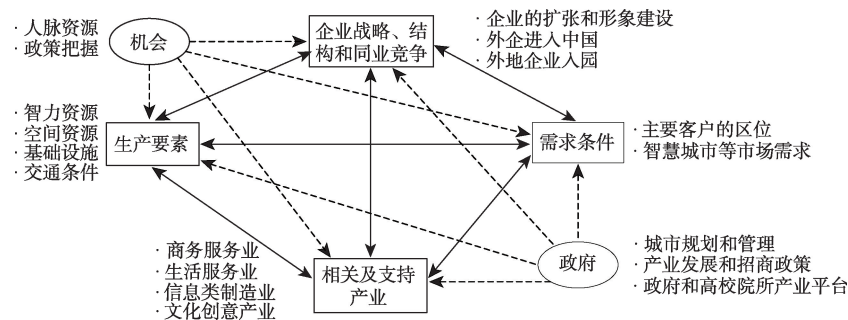 · 人脉资源
· 政策把握
机会
企业战略、结
构和同业竞争
· 企业的扩张和形象建设
· 外企进入中国
· 外地企业入园
· 智力资源
· 空间资源
· 基础设施
· 交通条件
生产要素
需求条件
· 主要客户的区位
· 智慧城市等市场需求
· 商务服务业
· 生活服务业
· 信息类制造业
· 文化创意产业
相关及支持
产业
政府
· 城市规划和管理
· 产业发展和招商政策
· 政府和高校院所产业平台